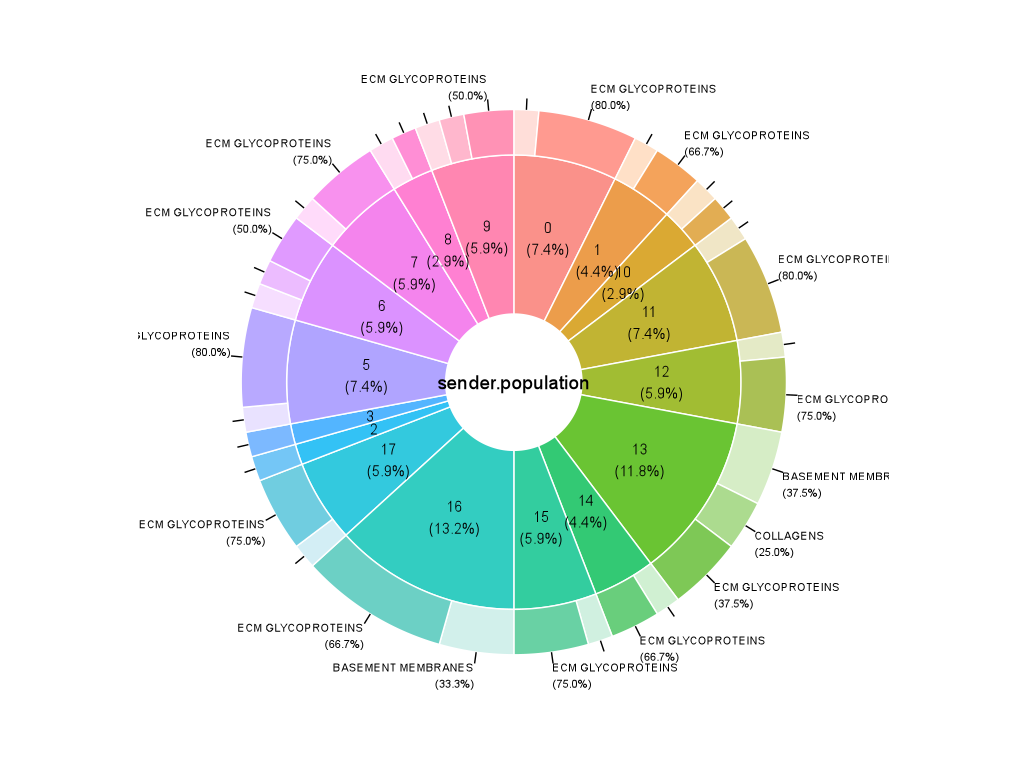 ECM GLYCOPROTEINS
(50.0%)
ECM GLYCOPROTEINS
(80.0%)
ECM GLYCOPROTEINS
(66.7%)
ECM GLYCOPROTEINS
(75.0%)
ECM GLYCOPROTEINS
(50.0%)
ECM GLYCOPROTEI
(80.0%)
GLYCOPROTEINS
(80.0%)
ECM GLYCOPRO
(75.0%)
BASEMENT MEMBR
(37.5%)
COLLAGENS
(25.0%)
ECM GLYCOPROTEINS
(37.5%)
ECM GLYCOPROTEINS
(66.7%)
ECM GLYCOPROTEINS
(75.0%)
BASEMENT MEMBRANES
(33.3%)
ECM GLYCOPROTEINS
(66.7%)
ECM GLYCOPROTEINS
(75.0%)
0
(7.4%)
1
(4.4%)
10
(2.9%)
11
(7.4%)
12
(5.9%)
13
(11.8%)
14
(4.4%)
15
(5.9%)
16
(13.2%)
17
(5.9%)
2
3
5
(7.4%)
6
(5.9%)
7
(5.9%)
8
(2.9%)
9
(5.9%)
sender.population